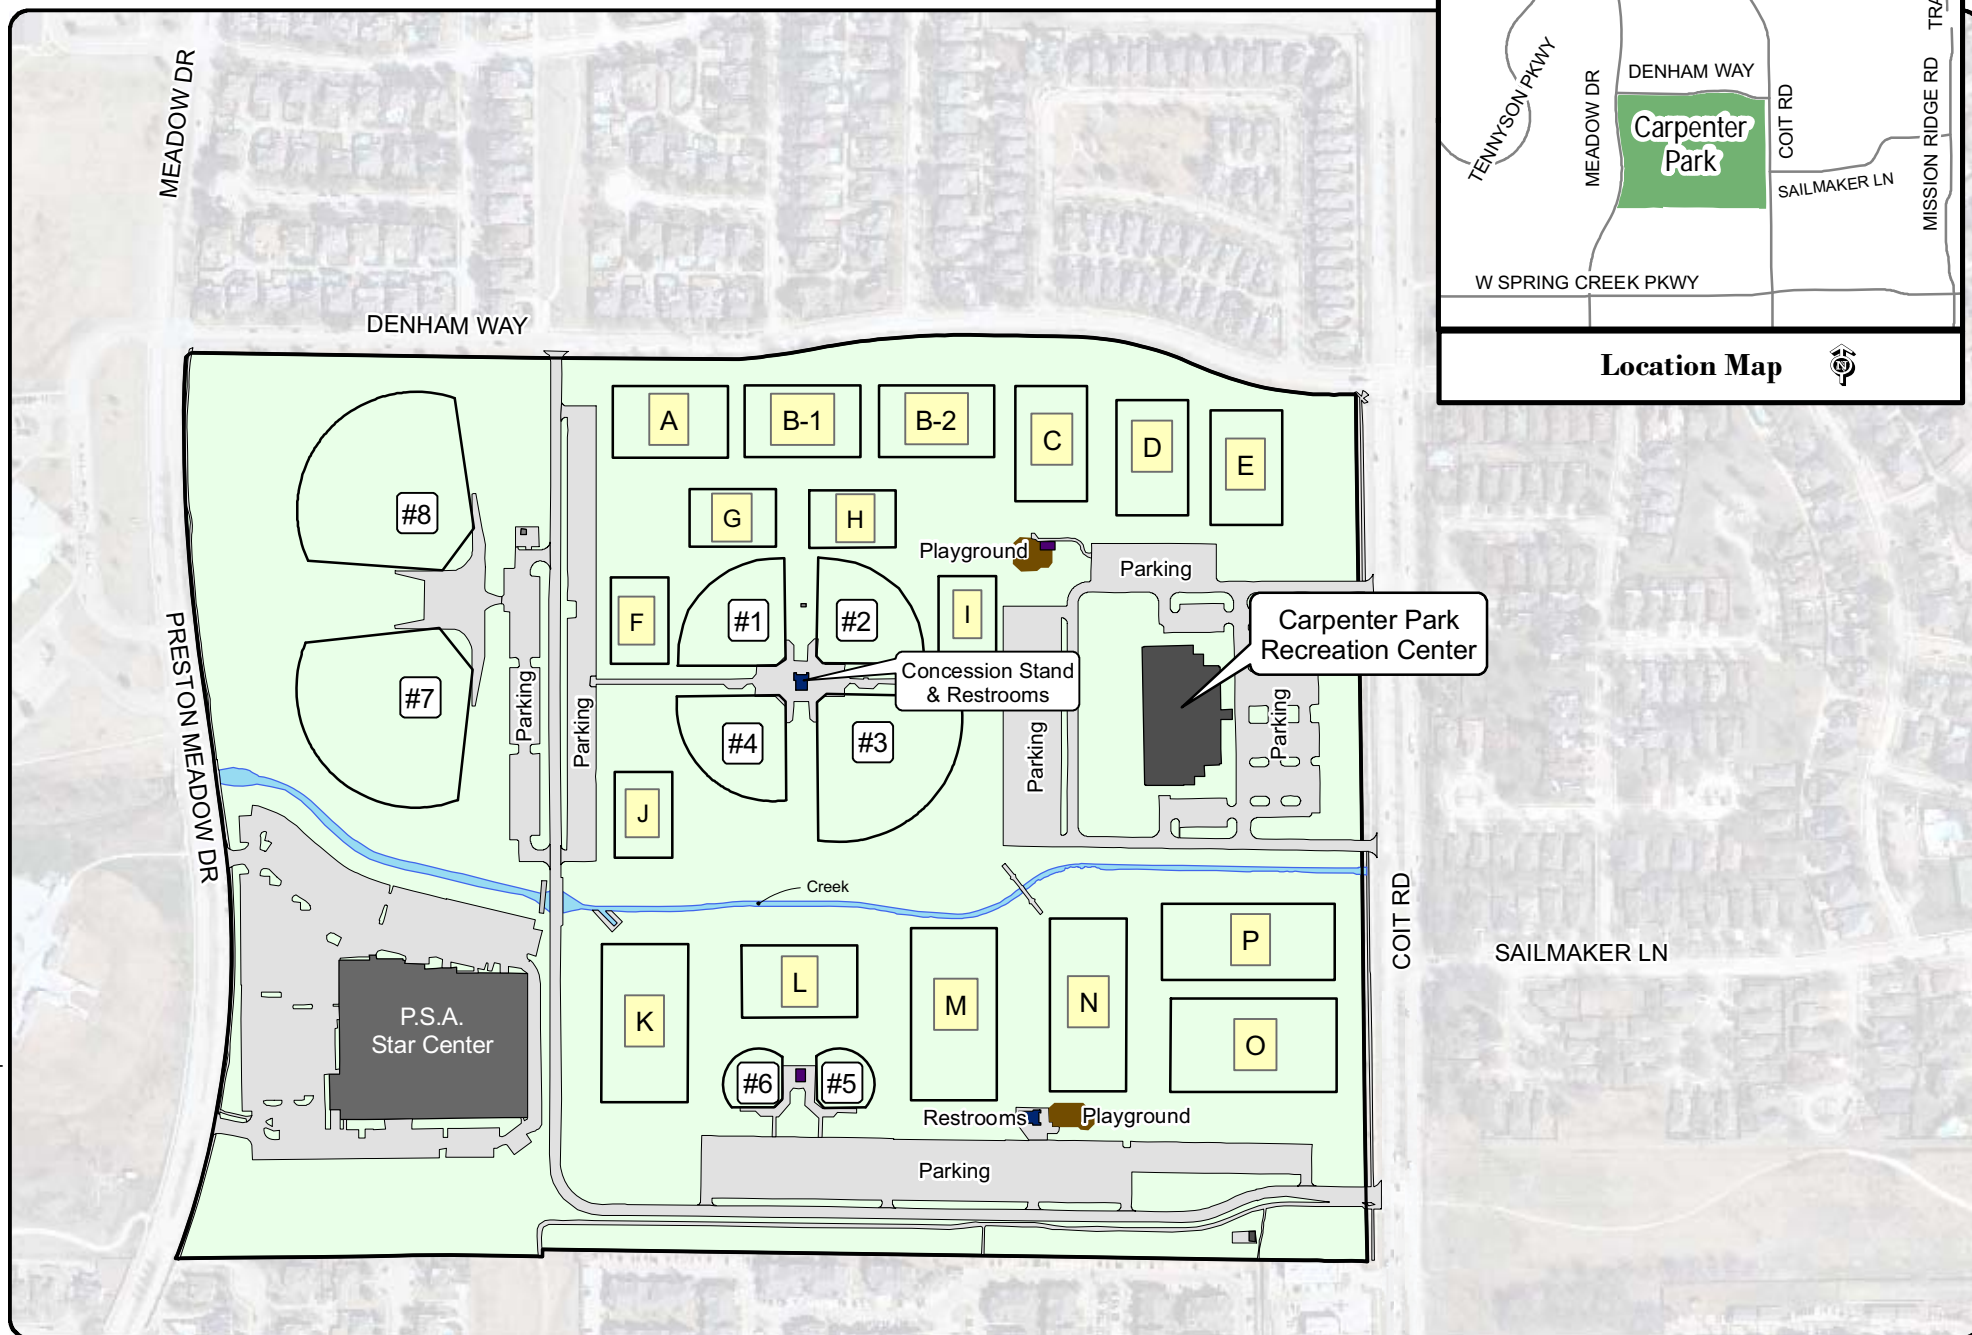 TENNYSON PKWY
MEADOW DR
DENHAM WAY
Carpenter
Park
COIT RD
SAILMAKER LN
MISSION RIDGE RD
TRA
W SPRING CREEK PKWY
Location Map
N
MEADOW DR
DENHAM WAY
PRESTON MEADOW DR
COIT RD
SAILMAKER LN
A
B-1
B-2
C
D
E
#8
G
H
Playground
Parking
F
#1
#2
I
Carpenter Park
Recreation Center
Concession Stand
& Restrooms
#7
Parking
Parking
#4
#3
Parking
Parking
J
Creek
P.S.A.
Star Center
K
L
M
N
P
O
#6
#5
Restrooms
Playground
Parking